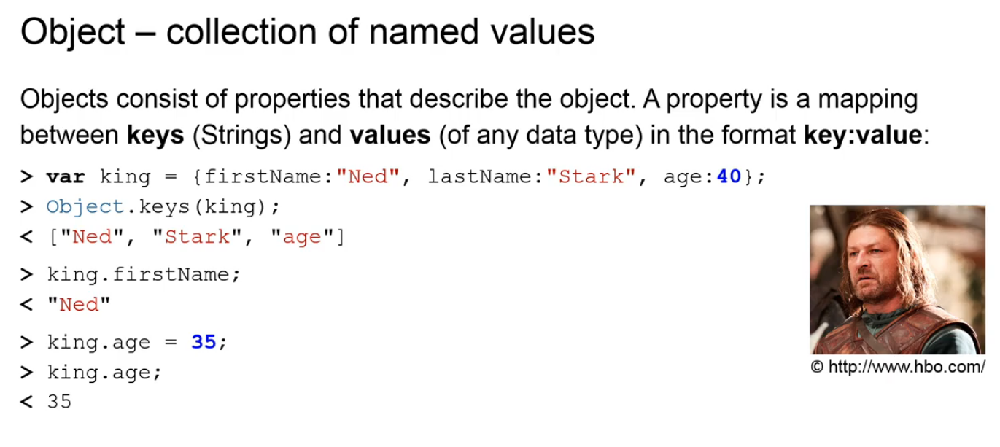 Object – collection of named values
Objects consist of properties that describe the object. A property is a mapping
between keys (Strings) and values (of any data type) in the format key:value:
> var king = {firstName:"Ned", lastName:"Stark", age:40};
> Object.keys(king);
< ["Ned", "Stark", "age"]
> king.firstName;
< "Ned"
> king.age = 35;
> king.age;
< 35
© http://www.hbo.com/